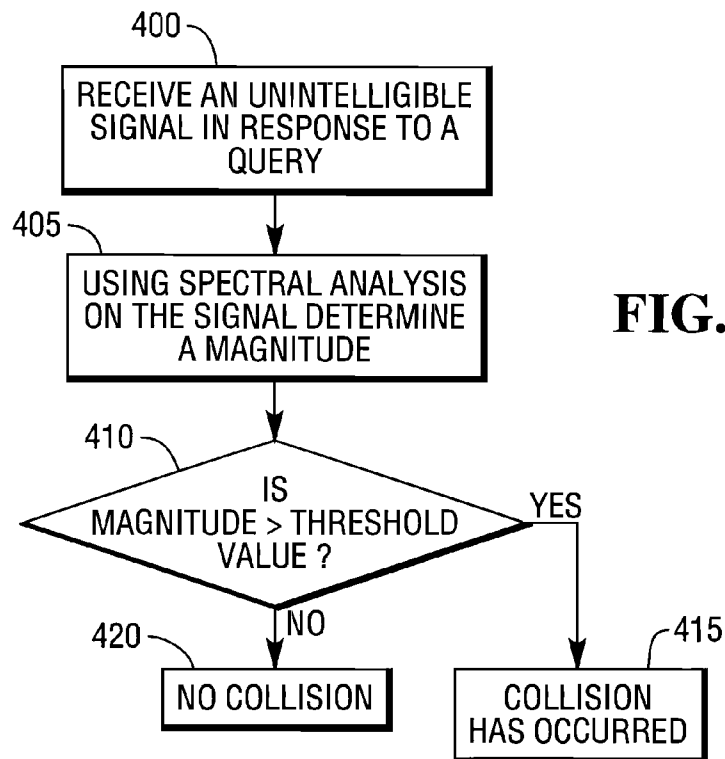 400
RECEIVE AN UNINTELLIGIBLE
SIGNAL IN RESPONSE TO A
QUERY
405
USING SPECTRAL ANALYSIS
ON THE SIGNAL DETERMINE
A MAGNITUDE
FIG.
410
IS
MAGNITUDE > THRESHOLD
VALUE ?
YES
NO
420
NO COLLISION
415
COLLISION
HAS OCCURRED